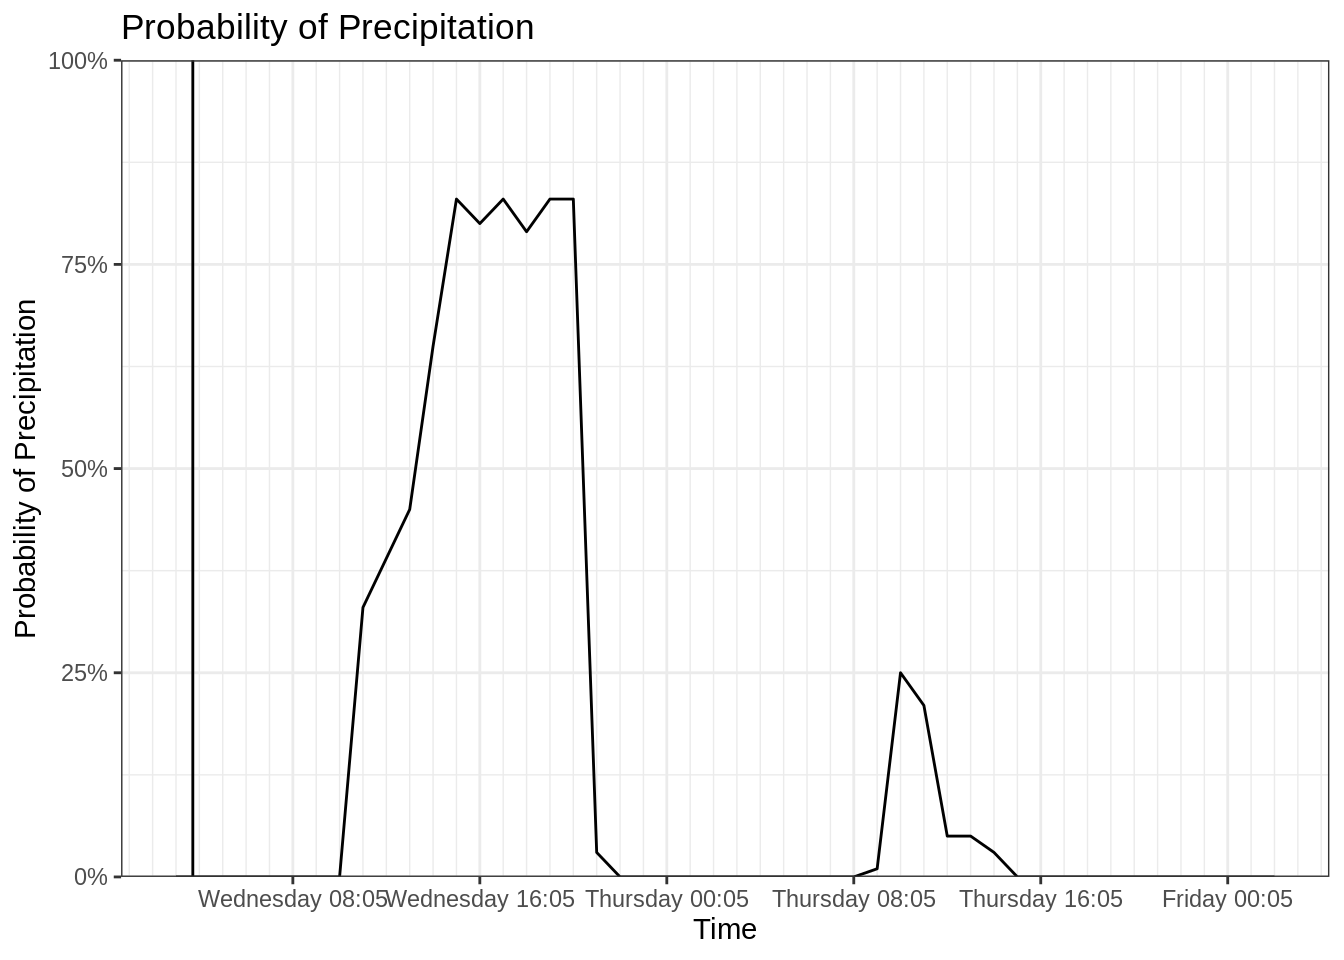 Probability of Precipitation
100%
75%
50%
25%
0%
Probability of Precipitation
Wednesday 08:05
Wednesday 16:05
Thursday 00:05
Thursday 08:05
Thursday 16:05
Friday 00:05
Time